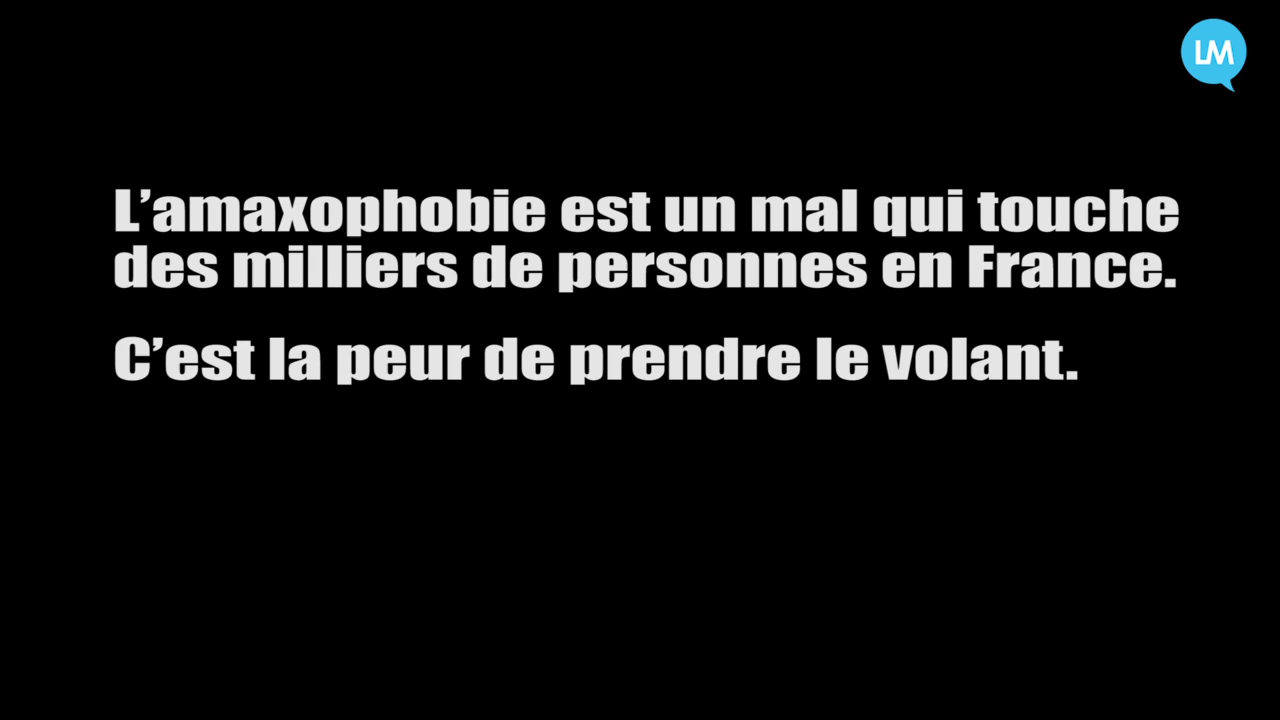 LM
L’amaxophobie est un mal qui touche
des milliers de personnes en France.
C’est la peur de prendre le volant.